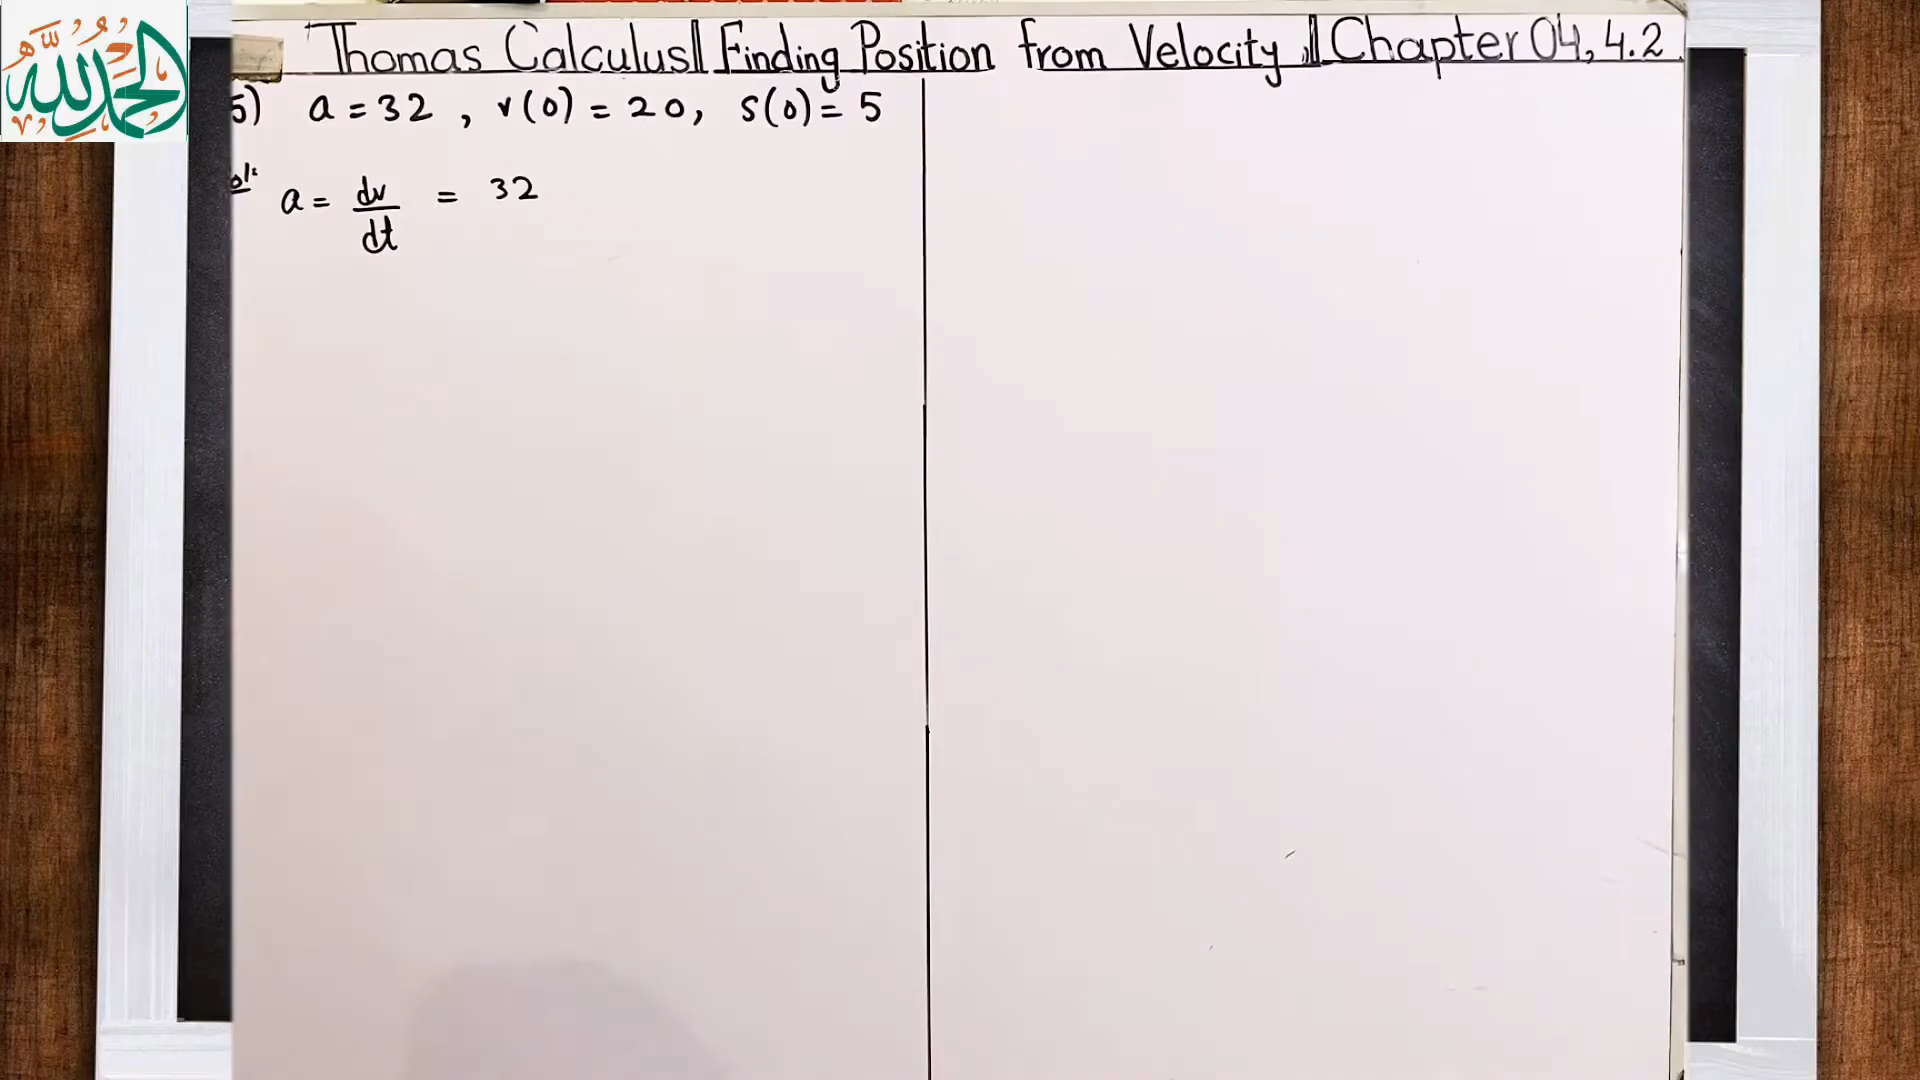 الحمد لله
Thomas Calculus || Finding Position from Velocity || Chapter 04, 4.2
5) a = 32 , v(0) = 20, s(0) = 5
a = dv/dt = 32